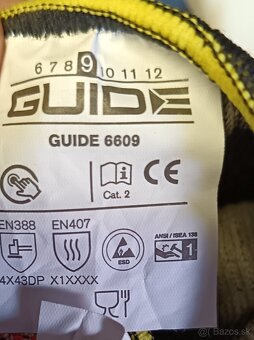 6 7 8 9 10 11 12
GUIDE
GUIDE 6609
i
Cat. 2
CE
EN388
EN407
ESD
ANSI / ISEA 138
1
4X43DP X1XXXX
Bazos.sk